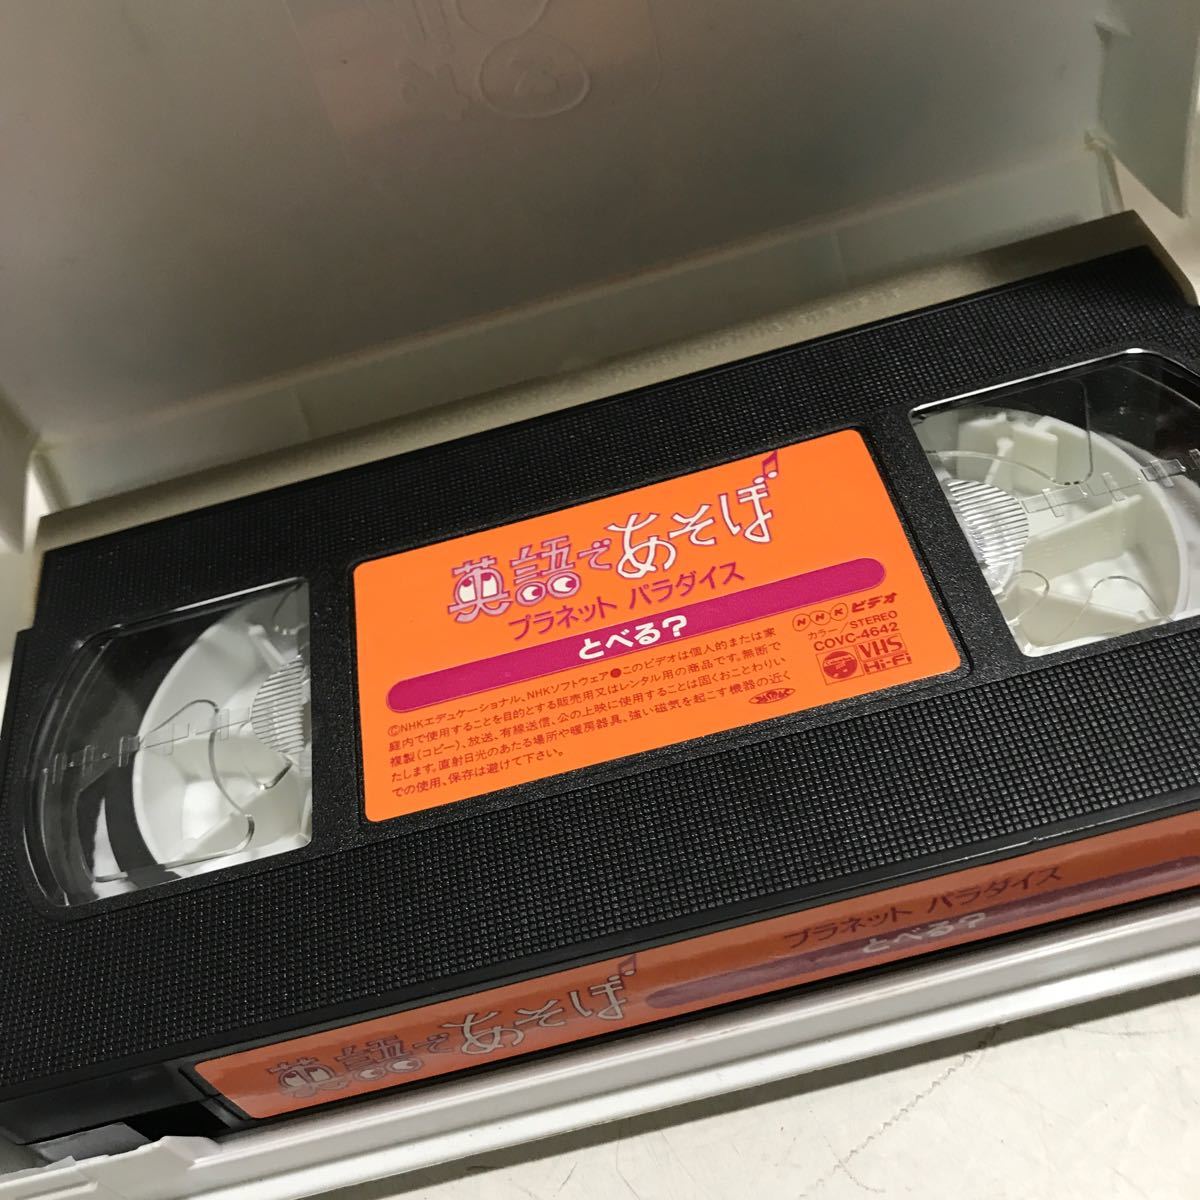 英語であそぼ
プラネット パラダイス
とべる?
©NHKエデュケーショナル、NHKソフトウェア●このビデオは個人的または家
庭内で使用することを目的とする販売用又はレンタル用の商品です。無断で
複製(コピー)、放送、有線送信、公の上映に使用することは固くおことわりい
たします。直射日光のあたる場所や暖房器具、強い磁気を起こす機器の近く
での使用、保存は避けて下さい。
NHKビデオ
カラー/STEREO
COVC-4642
VHS
Hi-Fi
英語であそぼ
プラネット パラダイス
とべる?